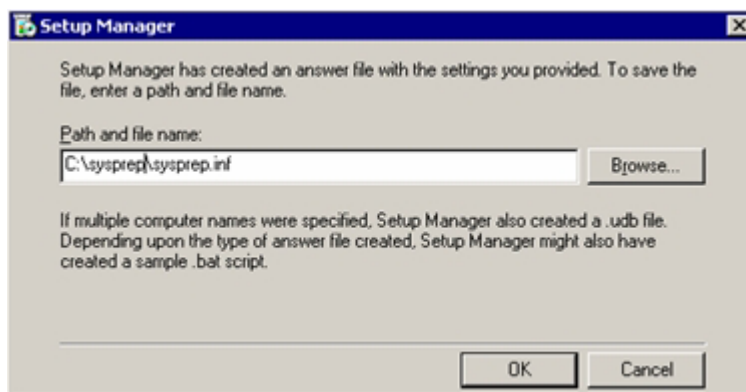 Setup Manager
Setup Manager has created an answer file with the settings you provided. To save the
file, enter a path and file name.
Path and file name:
C:\sysprep\sysprep.inf
Browse...
If multiple computer names were specified, Setup Manager also created a .udb file.
Depending upon the type of answer file created, Setup Manager might also have
created a sample .bat script.
OK
Cancel